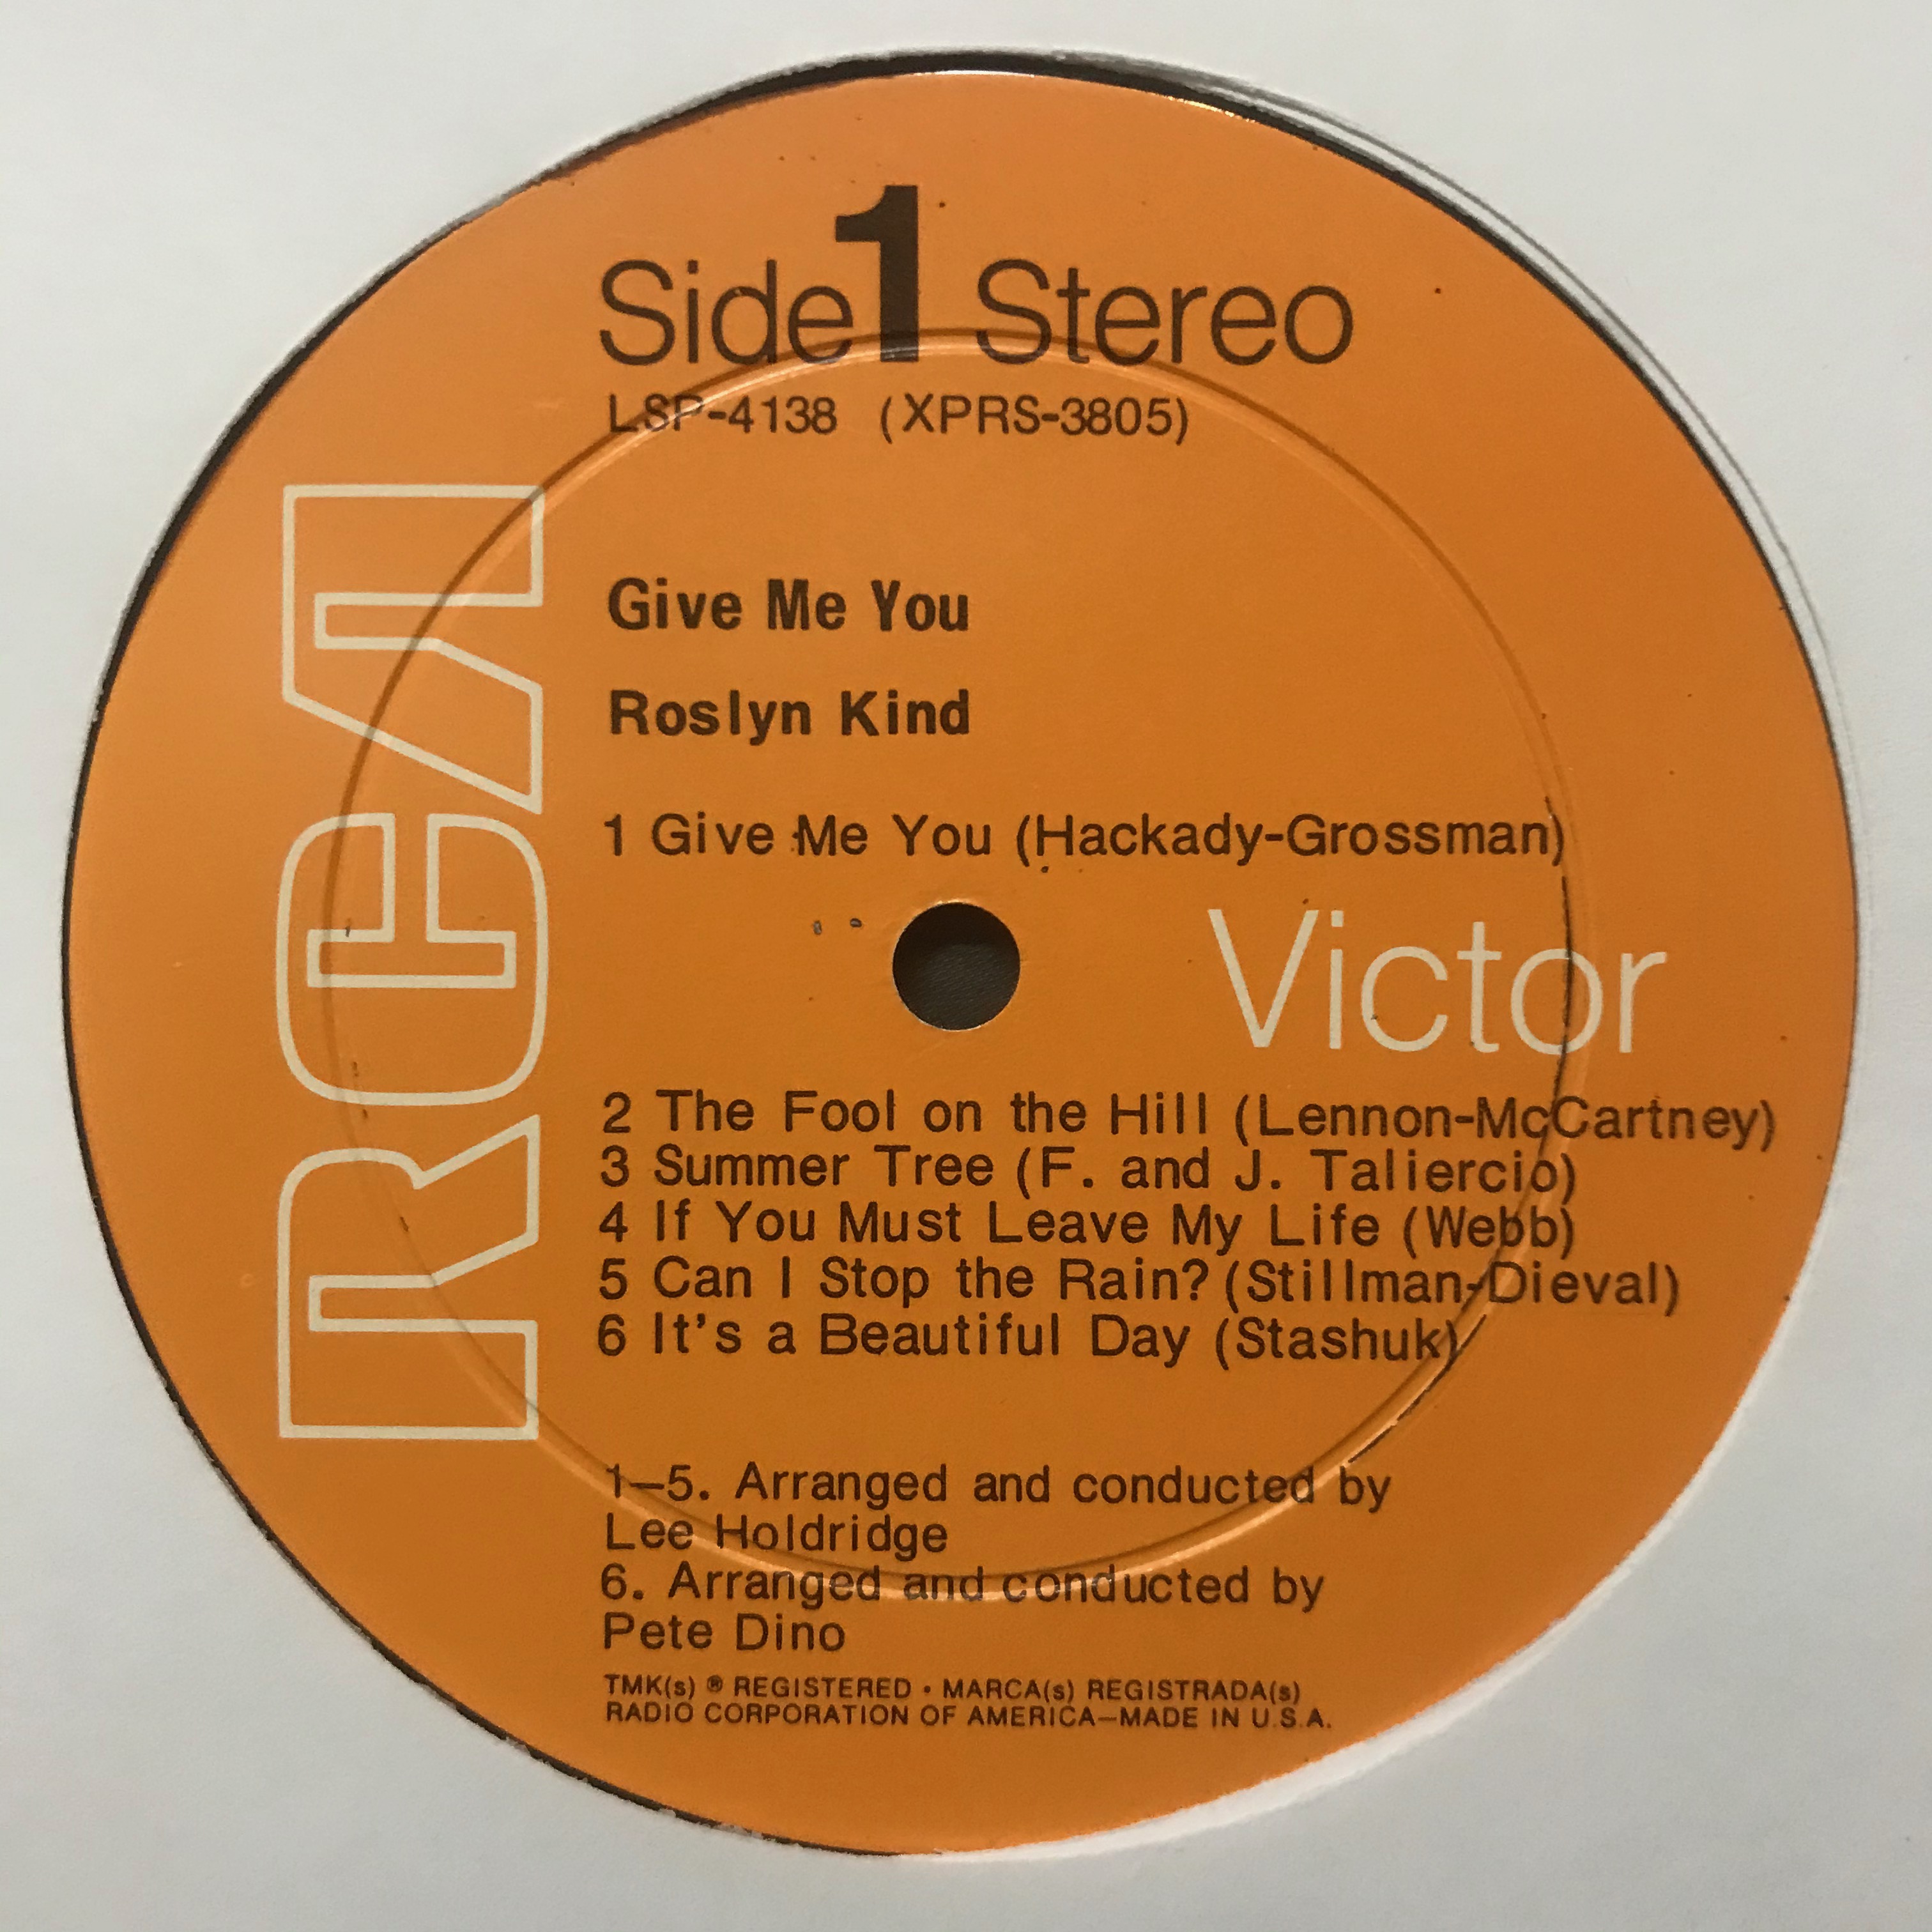 Side 1 Stereo
LSP-4138 (XPRS-3805)
RCA
Give Me You
Roslyn Kind
1 Give Me You (Hackady-Grossman)
Victor
2 The Fool on the Hill (Lennon-McCartney)
3 Summer Tree (F. and J. Taliercio)
4 If You Must Leave My Life (Webb)
5 Can I Stop the Rain? (Stillman-Dieval)
6 It's a Beautiful Day (Stashuk)
1—5. Arranged and conducted by
Lee Holdridge
6. Arranged and conducted by
Pete Dino
TMK(s) ® REGISTERED • MARCA(s) REGISTRADA(s)
RADIO CORPORATION OF AMERICA—MADE IN U.S.A.